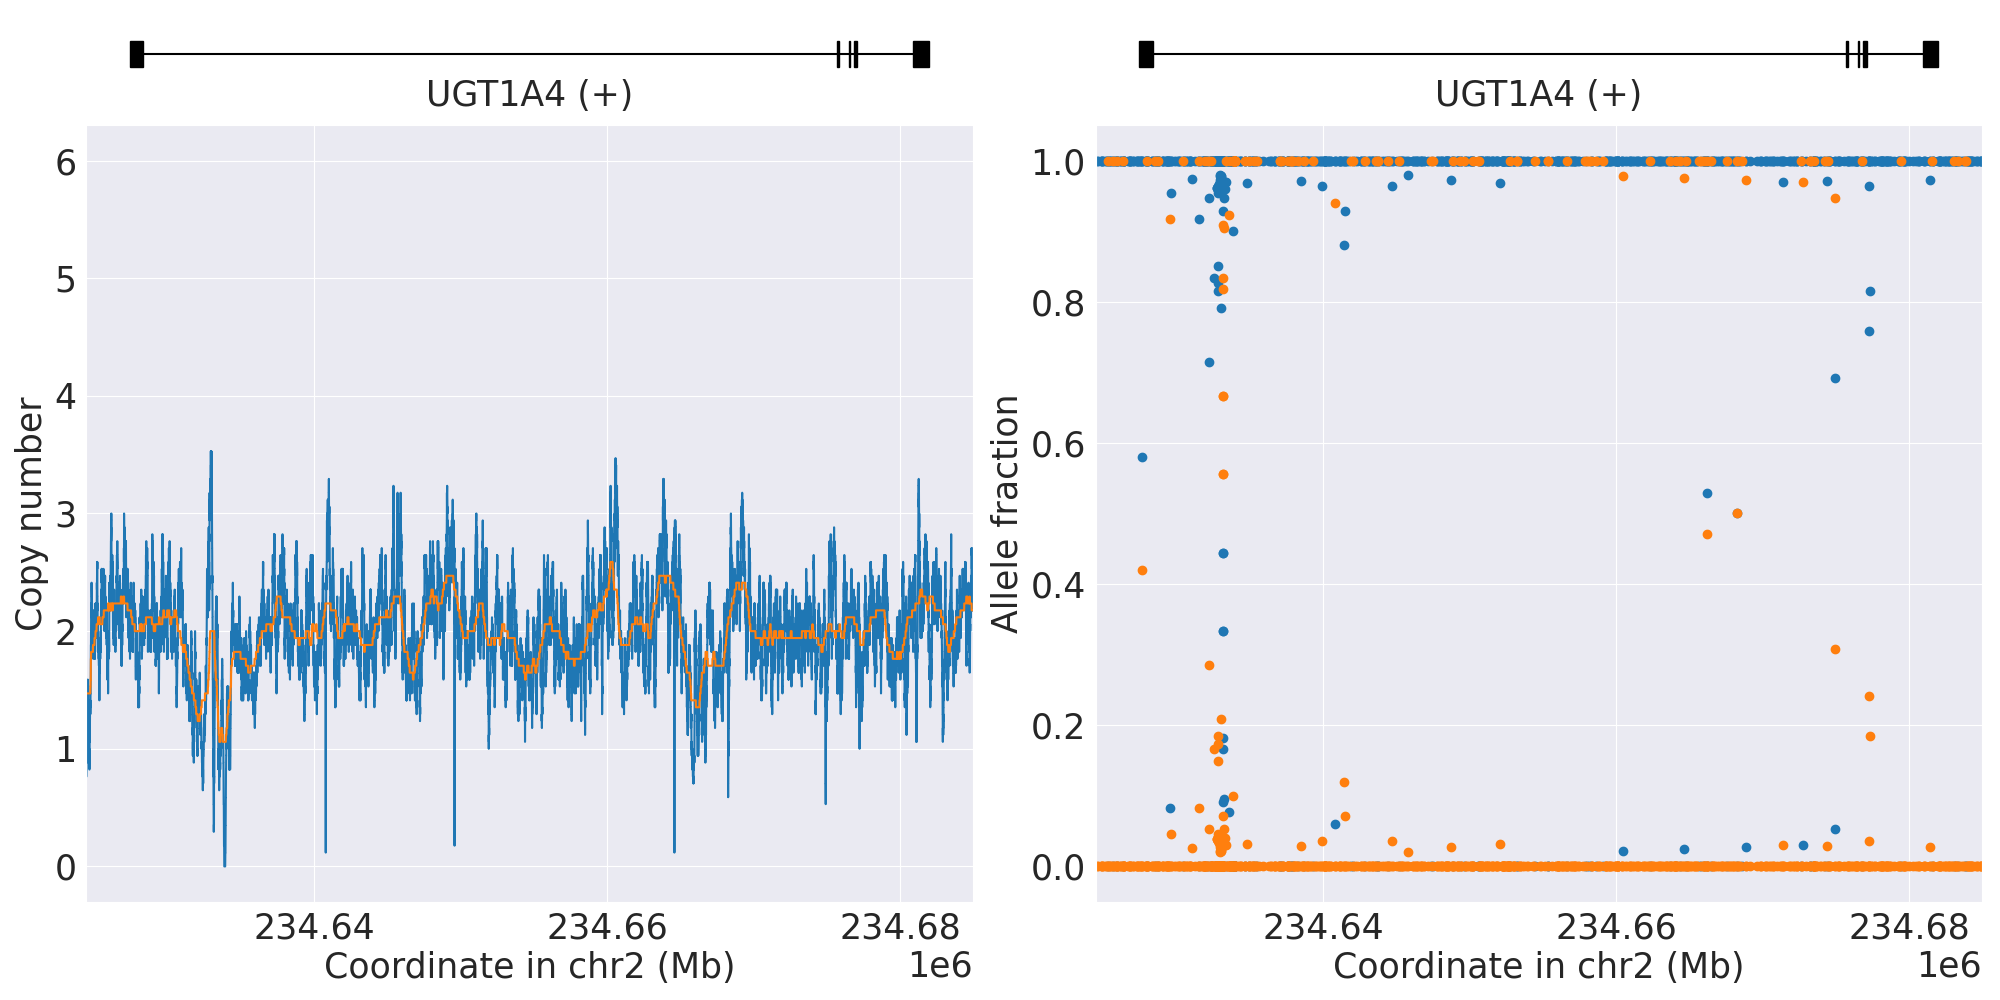 UGT1A4 (+)
6
5
4
3
2
1
0
Copy number
234.64 234.66 234.68
1e6
Coordinate in chr2 (Mb)
UGT1A4 (+)
1.0
0.8
0.6
0.4
0.2
0.0
Allele fraction
234.64 234.66 234.68
1e6
Coordinate in chr2 (Mb)